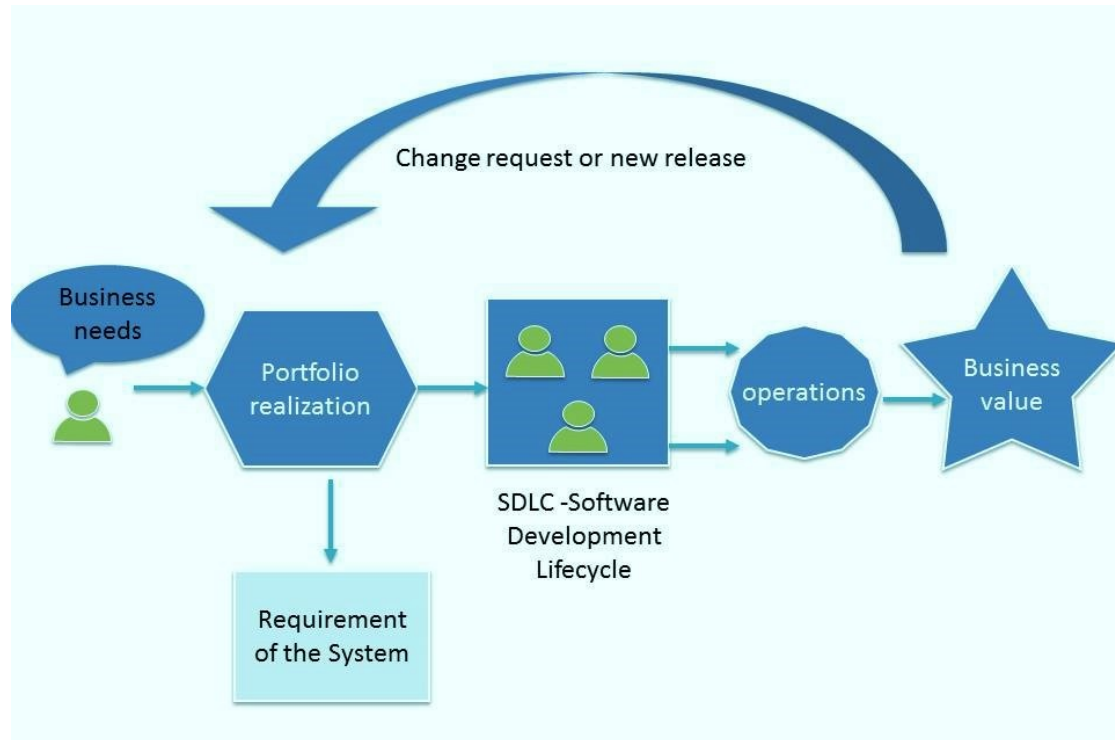 Change request or new release
Business
needs
Portfolio
realization
operations
Business
value
SDLC -Software
Development
Lifecycle
Requirement
of the System